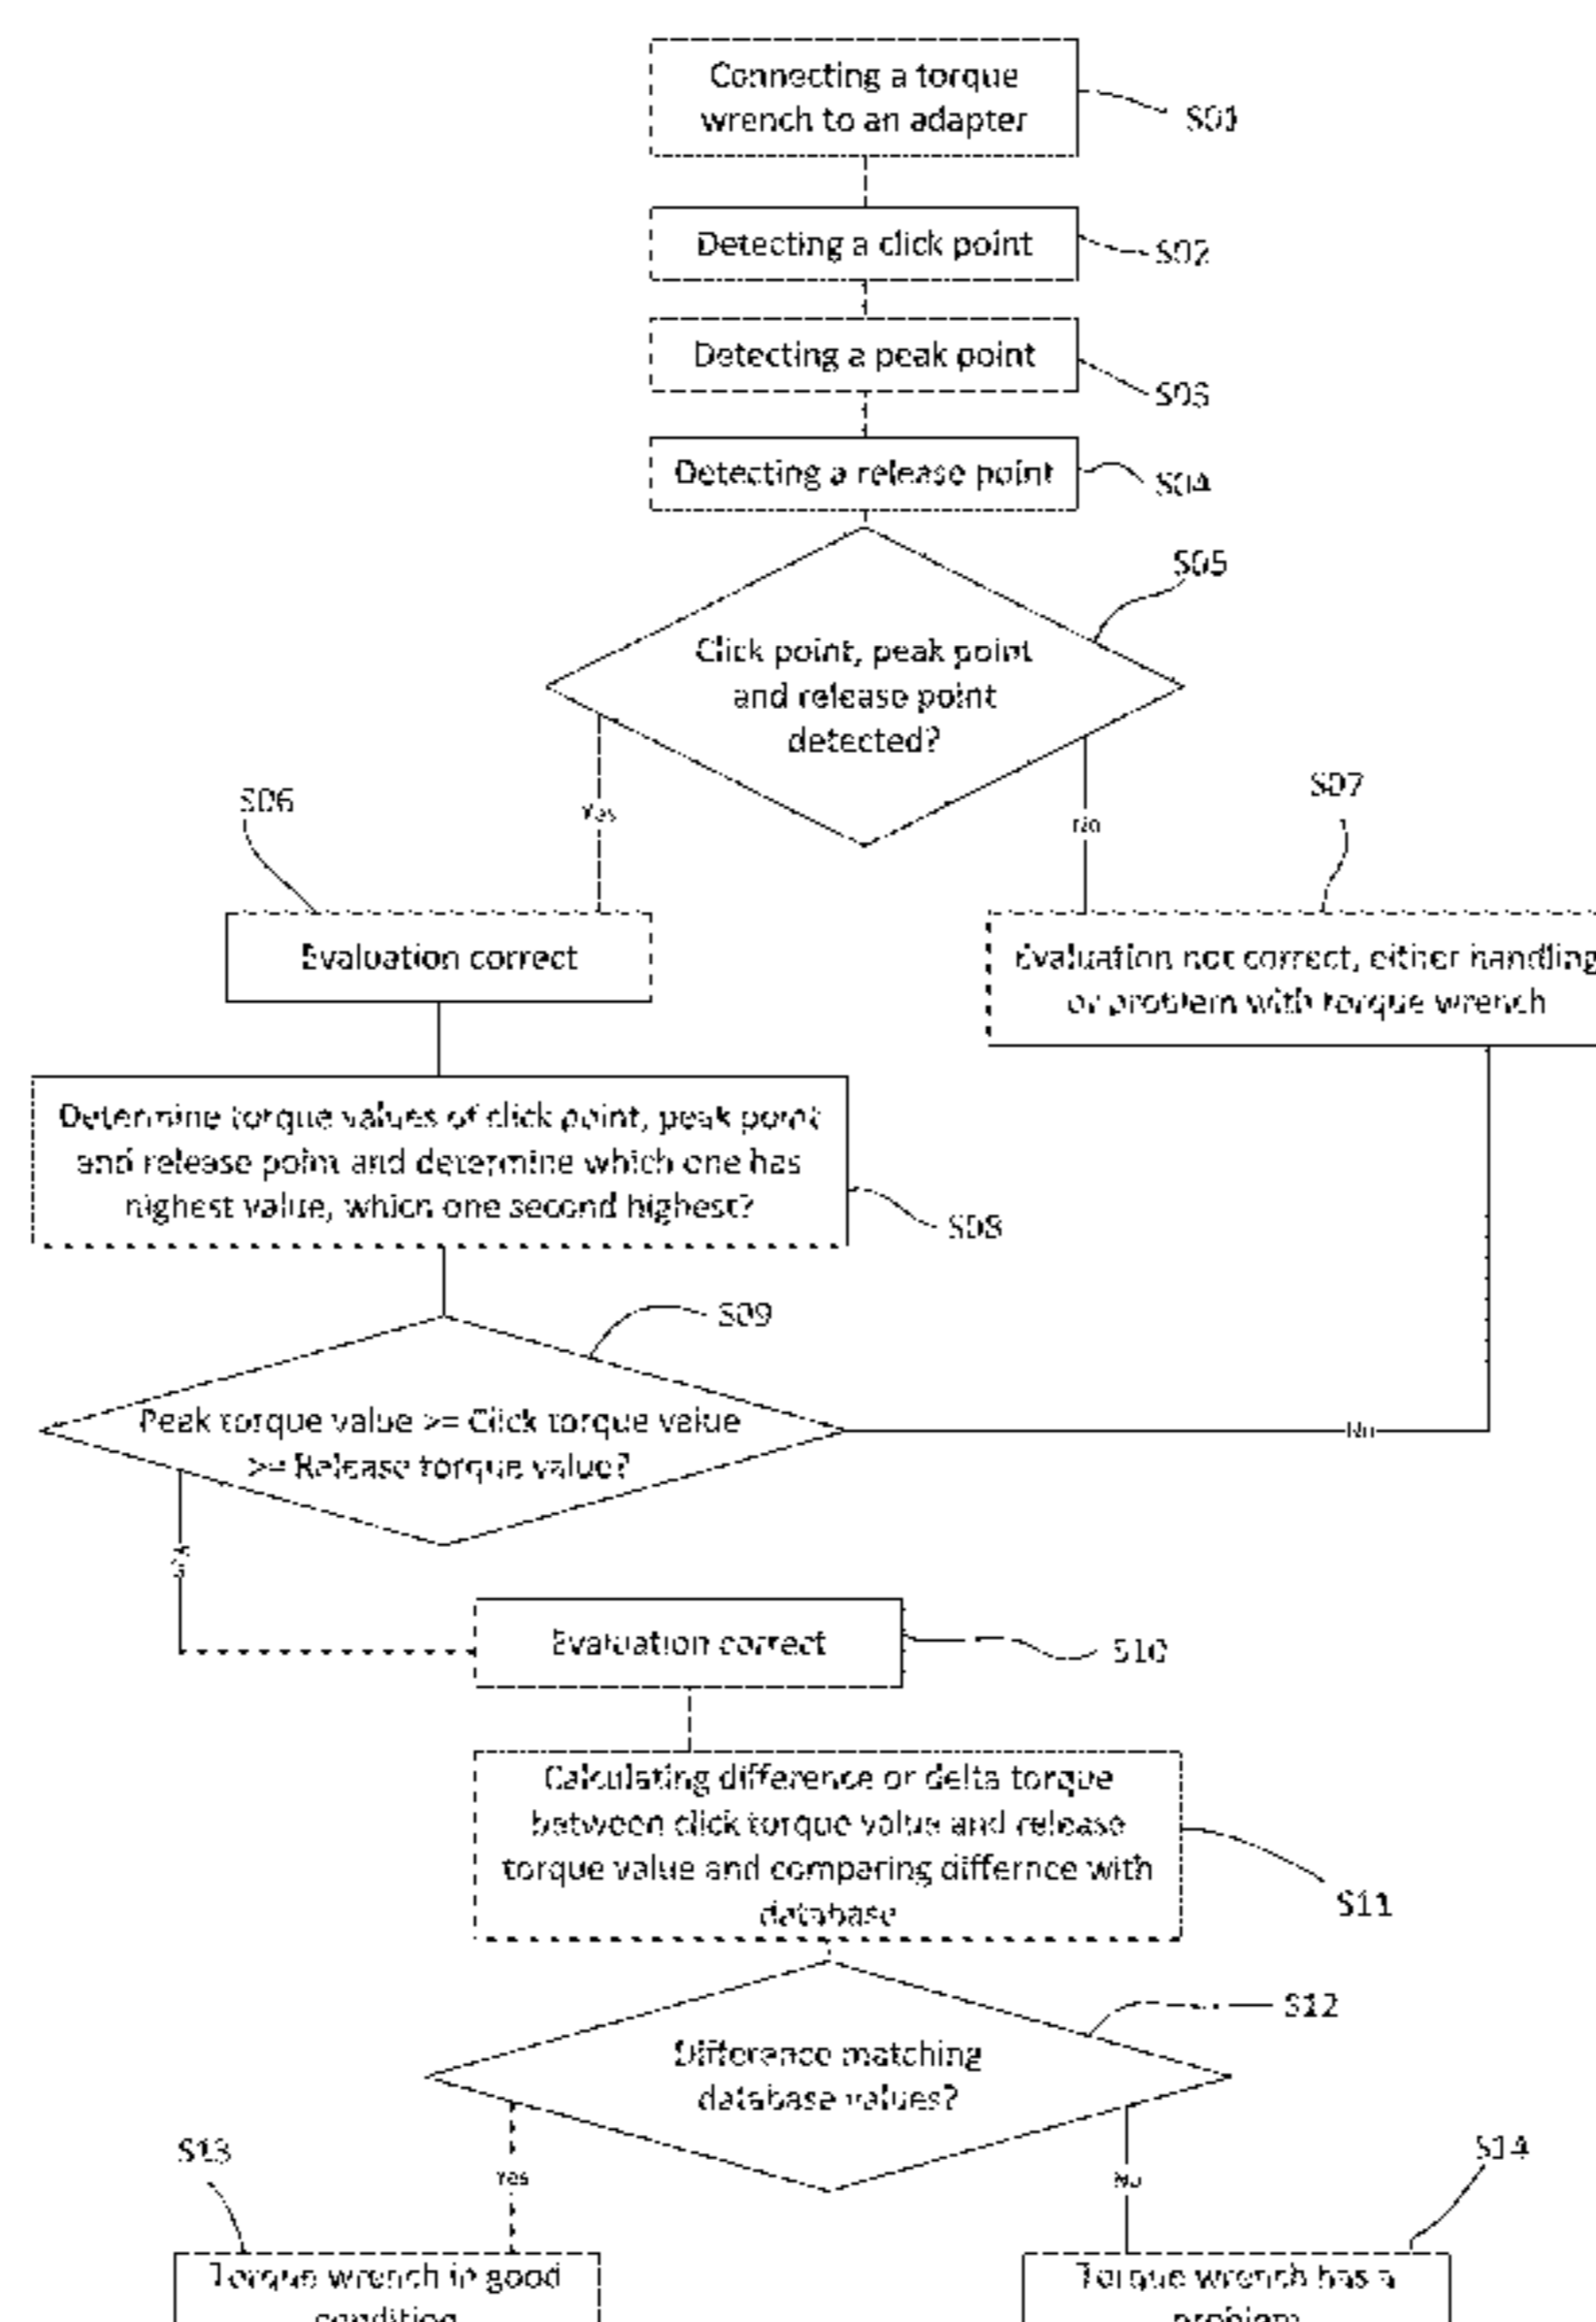 Connecting a torque
wrench to an adapter
S01
Detecting a click point
S02
Detecting a peak point
S03
Detecting a release point
S04
S05
Click point, peak point
and release point
detected?
Yes
No
S06
S07
Evaluation correct
Evaluation not correct, either handling
or problem with torque wrench
Determine torque values of click point, peak point
and release point and determine which one has
highest value, which one second highest?
S08
S09
Peak torque value >= Click torque value
>= Release torque value?
No
Yes
Evaluation correct
S10
Calculating difference or delta torque
between click torque value and release
torque value and comparing differnce with
database
S11
S12
Difference matching
database values?
Yes
No
S13
S14
Torque wrench in good
condition
Torque wrench has a
problem